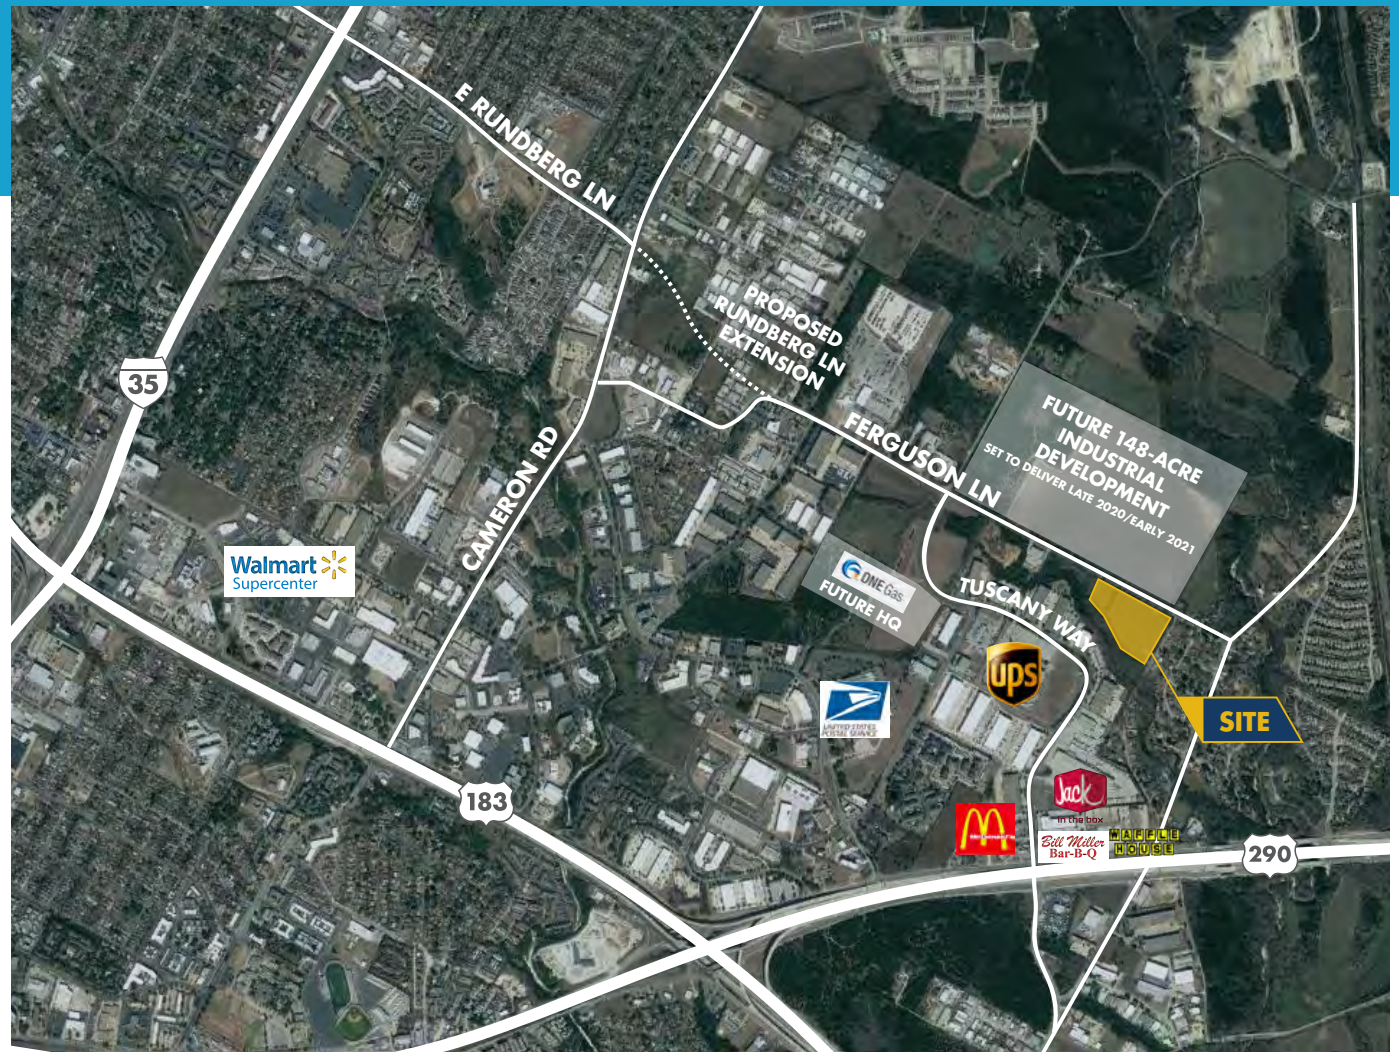 E RUNDBERG LN
PROPOSED
RUNDBERG LN
EXTENSION
35
FUTURE 148-ACRE
INDUSTRIAL
DEVELOPMENT
SET TO DELIVER LATE 2020/EARLY 2021
FERGUSON LN
CAMERON RD
Walmart
Supercenter
ONE Gas
FUTURE HQ
TUSCANY WAY
ups
UNITED STATES
POSTAL SERVICE
SITE
183
Jack
in the box
McDonald's
Bill Miller
Bar-B-Q
WAFFLE
HOUSE
290